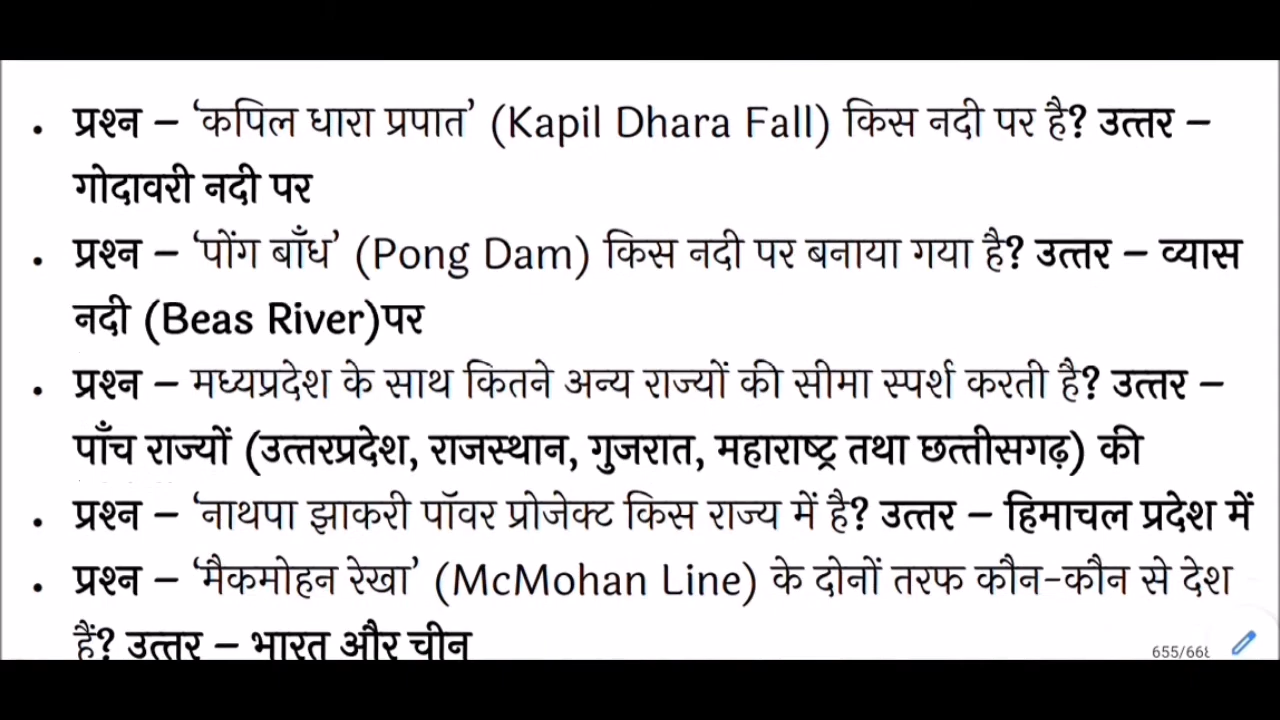 • प्रश्न – ‘कपिल धारा प्रपात’ (Kapil Dhara Fall) किस नदी पर है? उत्तर –
गोदावरी नदी पर
• प्रश्न – ‘पोंग बाँध’ (Pong Dam) किस नदी पर बनाया गया है? उत्तर – व्यास
नदी (Beas River)पर
• प्रश्न – मध्यप्रदेश के साथ कितने अन्य राज्यों की सीमा स्पर्श करती है? उत्तर –
पाँच राज्यों (उत्तरप्रदेश, राजस्थान, गुजरात, महाराष्ट्र तथा छत्तीसगढ़) की
• प्रश्न – ‘नाथपा झाकरी पॉवर प्रोजेक्ट किस राज्य में है? उत्तर – हिमाचल प्रदेश में
• प्रश्न – ‘मैकमोहन रेखा’ (McMohan Line) के दोनों तरफ कौन-कौन से देश
हैं? उत्तर – भारत और चीन
655/668